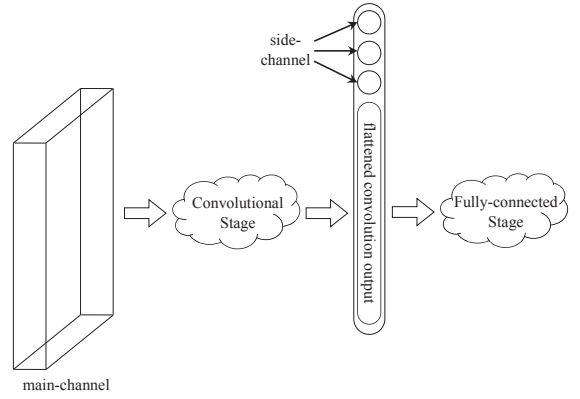 side-
channel
flattened convolution output
Convolutional
Stage
Fully-connected
Stage
main-channel